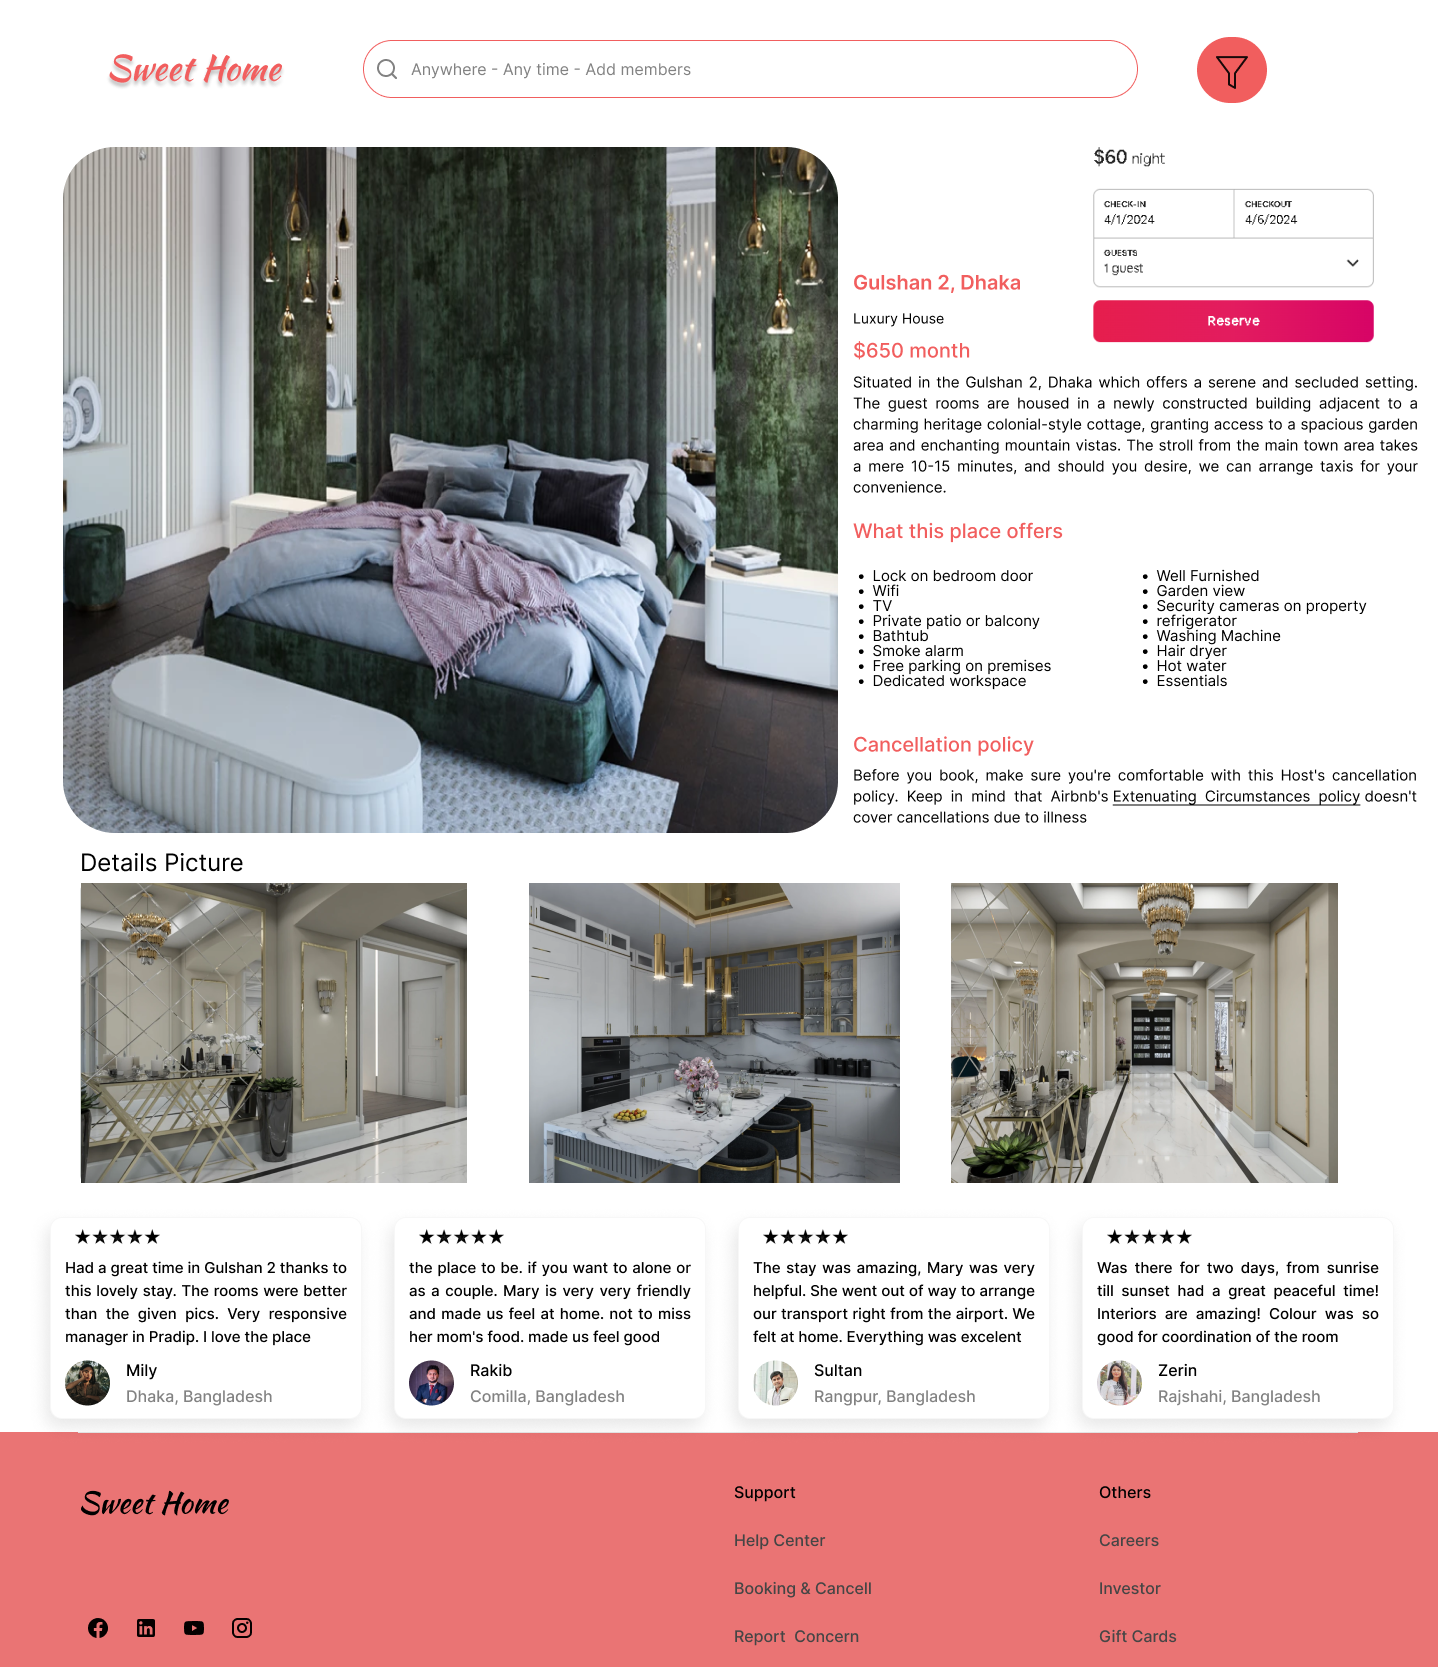 Sweet Home
Anywhere - Any time - Add members
$60 night
CHECK-IN
4/1/2024
CHECKOUT
4/6/2024
GUESTS
1 guest
Reserve
Gulshan 2, Dhaka
Luxury House
$650 month
Situated in the Gulshan 2, Dhaka which offers a serene and secluded setting.
The guest rooms are housed in a newly constructed building adjacent to a
charming heritage colonial-style cottage, granting access to a spacious garden
area and enchanting mountain vistas. The stroll from the main town area takes
a mere 10-15 minutes, and should you desire, we can arrange taxis for your
convenience.
What this place offers
• Lock on bedroom door
• Wifi
• TV
• Private patio or balcony
• Bathtub
• Smoke alarm
• Free parking on premises
• Dedicated workspace
• Well Furnished
• Garden view
• Security cameras on property
• refrigerator
• Washing Machine
• Hair dryer
• Hot water
• Essentials
Cancellation policy
Before you book, make sure you're comfortable with this Host's cancellation
policy. Keep in mind that Airbnb's Extenuating Circumstances policy doesn't
cover cancellations due to illness
Details Picture
★★★★★
Had a great time in Gulshan 2 thanks to
this lovely stay. The rooms were better
than the given pics. Very responsive
manager in Pradip. I love the place
Mily
Dhaka, Bangladesh
★★★★★
the place to be. if you want to alone or
as a couple. Mary is very very friendly
and made us feel at home. not to miss
her mom's food. made us feel good
Rakib
Comilla, Bangladesh
★★★★★
The stay was amazing, Mary was very
helpful. She went out of way to arrange
our transport right from the airport. We
felt at home. Everything was excelent
Sultan
Rangpur, Bangladesh
★★★★★
Was there for two days, from sunrise
till sunset had a great peaceful time!
Interiors are amazing! Colour was so
good for coordination of the room
Zerin
Rajshahi, Bangladesh
Sweet Home
Support
Help Center
Booking & Cancell
Report Concern
Others
Careers
Investor
Gift Cards